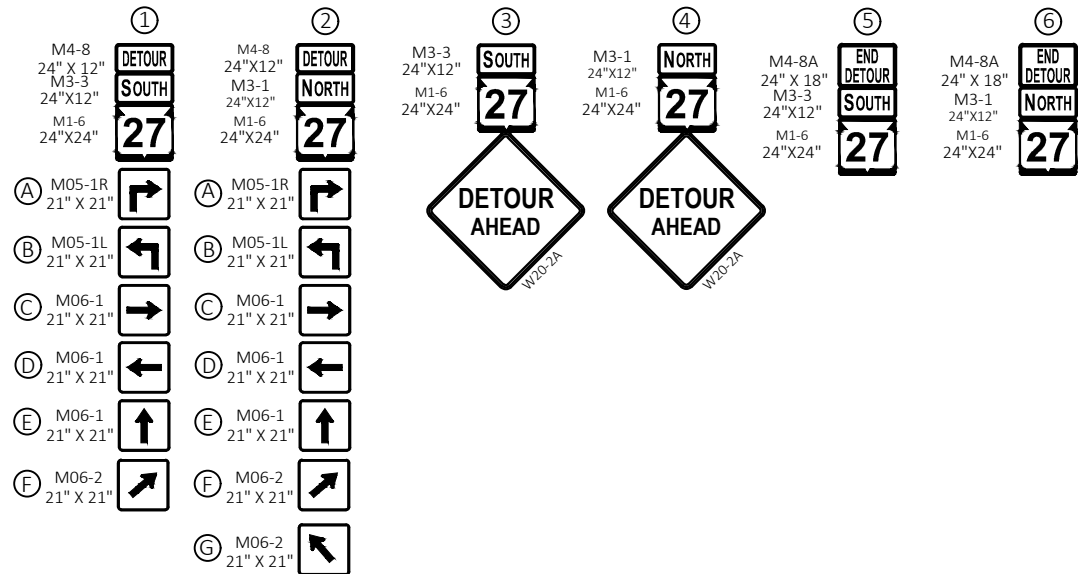 1
M4-8
24" X 12"
DETOUR
M3-3
24"X12"
SOUTH
M1-6
24"X24"
27
A
M05-1R
21" X 21"
B
M05-1L
21" X 21"
C
M06-1
21" X 21"
D
M06-1
21" X 21"
E
M06-1
21" X 21"
F
M06-2
21" X 21"
2
M4-8
24"X12"
DETOUR
M3-1
24"X12"
NORTH
M1-6
24"X24"
27
A
M05-1R
21" X 21"
B
M05-1L
21" X 21"
C
M06-1
21" X 21"
D
M06-1
21" X 21"
E
M06-1
21" X 21"
F
M06-2
21" X 21"
G
M06-2
21" X 21"
3
M3-3
24"X12"
SOUTH
M1-6
24"X24"
27
DETOUR
AHEAD
W20-2A
4
M3-1
24"X12"
NORTH
M1-6
24"X24"
27
DETOUR
AHEAD
W20-2A
5
M4-8A
24" X 18"
END
DETOUR
M3-3
24"X12"
SOUTH
M1-6
24"X24"
27
6
M4-8A
24" X 18"
END
DETOUR
M3-1
24"X12"
NORTH
M1-6
24"X24"
27